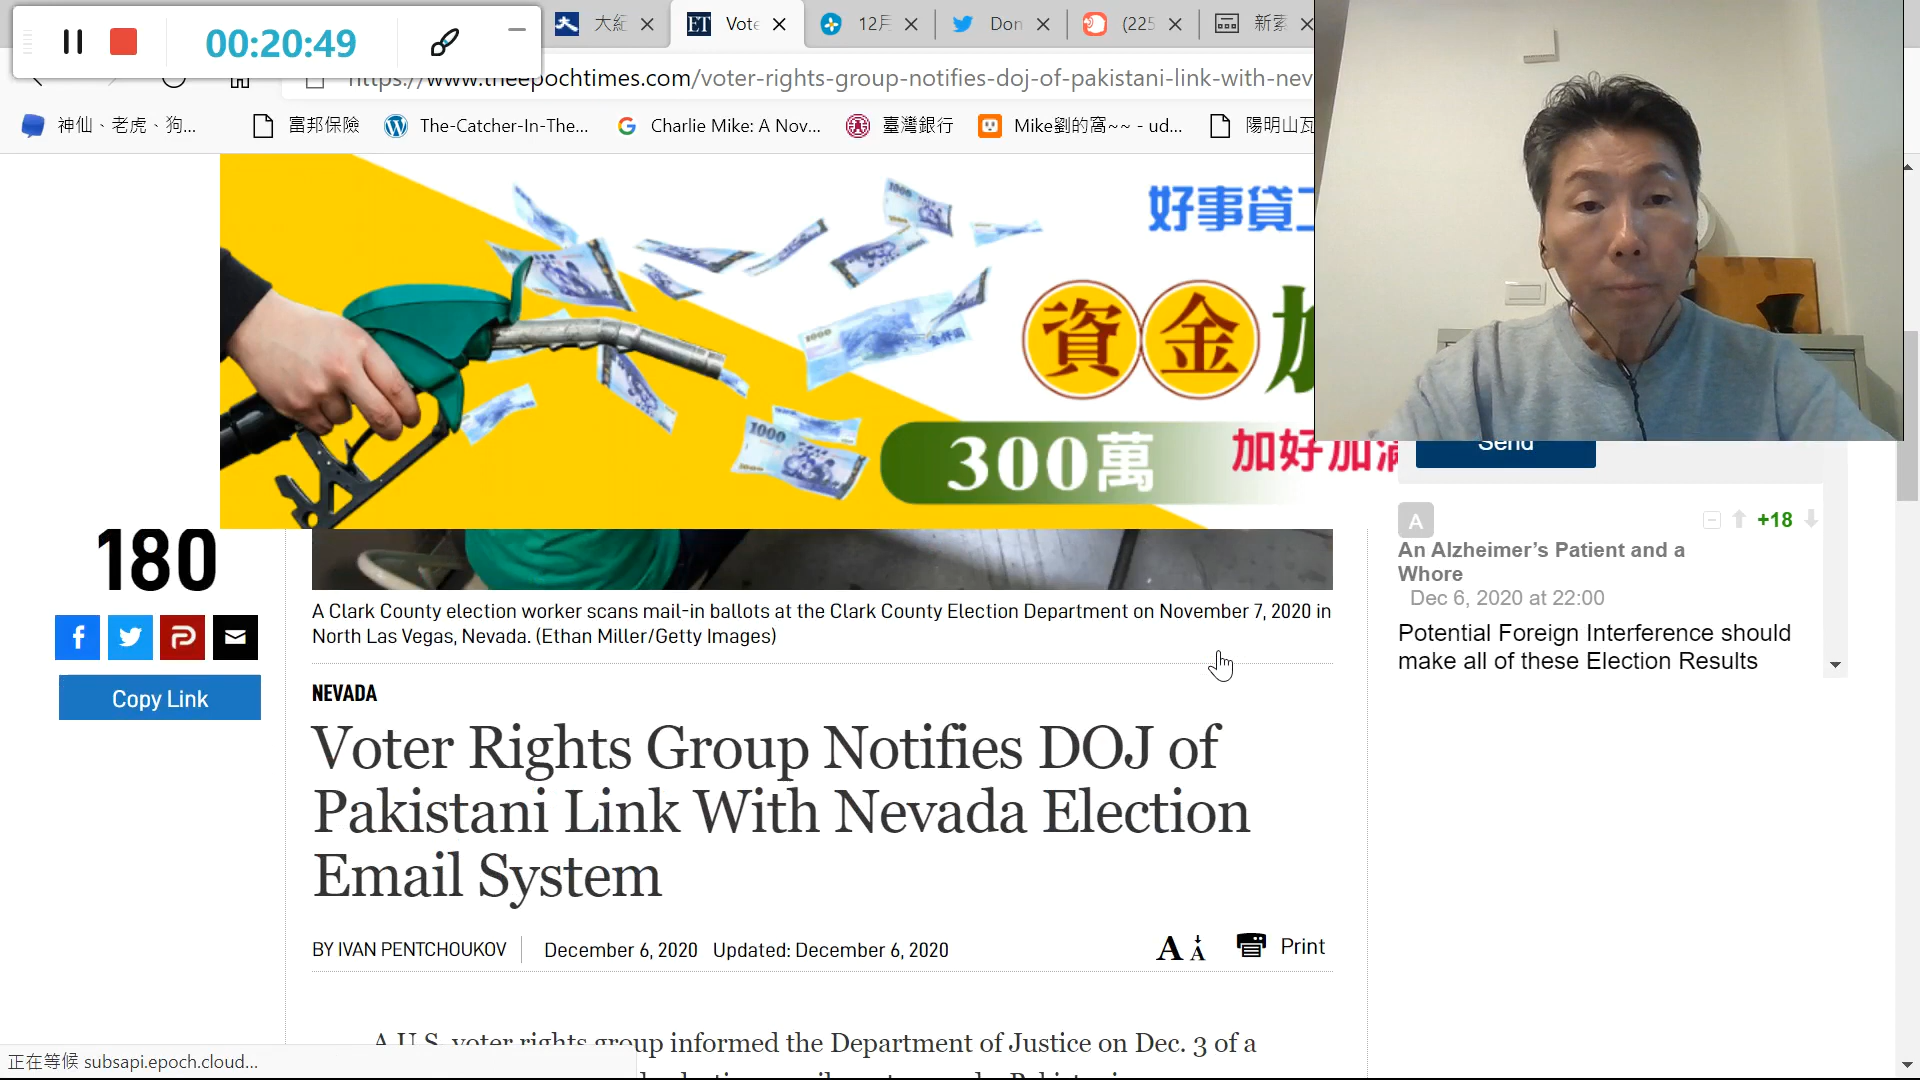 00:20:49
大紀
ET Vote
12月
Don
(225
新索
https://www.theepochtimes.com/voter-rights-group-notifies-doj-of-pakistani-link-with-nev
神仙、老虎、狗...
富邦保險
The-Catcher-In-The...
Charlie Mike: A Nov...
臺灣銀行
Mike劉的窩~~ - ud...
陽明山瓦
好事貸
1000
1000
1000
資金加
300萬
加好加滿
Send
180
Copy Link
A Clark County election worker scans mail-in ballots at the Clark County Election Department on November 7, 2020 in
North Las Vegas, Nevada. (Ethan Miller/Getty Images)
A
+18
An Alzheimer's Patient and a
Whore
Dec 6, 2020 at 22:00
Potential Foreign Interference should
make all of these Election Results
NEVADA
Voter Rights Group Notifies DOJ of
Pakistani Link With Nevada Election
Email System
BY IVAN PENTCHOUKOV
December 6, 2020 Updated: December 6, 2020
A A
Print
A U.S. voter rights group informed the Department of Justice on Dec. 3 of a
正在等候 subsapi.epoch.cloud...